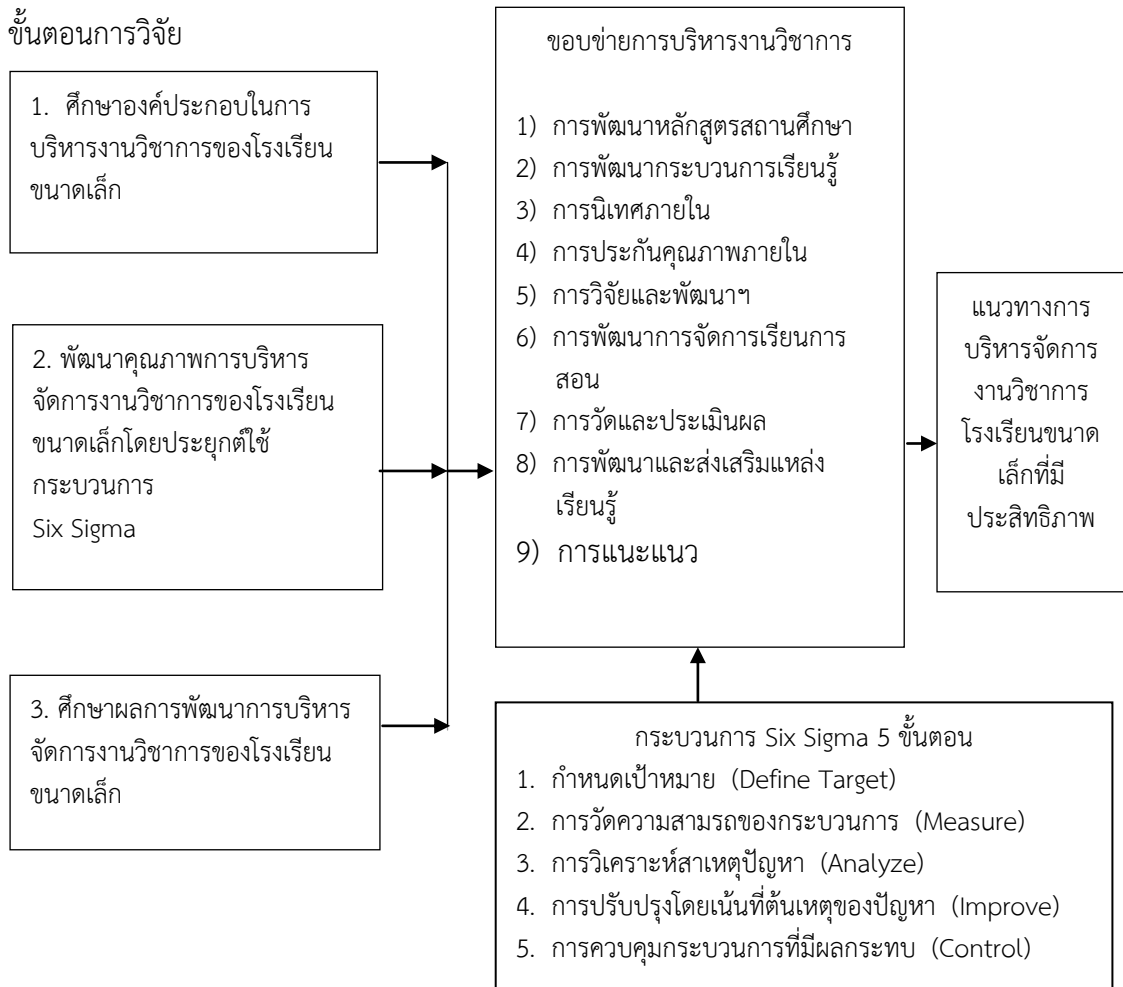 ขั้นตอนการวิจัย
1. ศึกษาองค์ประกอบในการ
บริหารงานวิชาการของโรงเรียน
ขนาดเล็ก
2. พัฒนาคุณภาพการบริหาร
จัดการงานวิชาการของโรงเรียน
ขนาดเล็กโดยประยุกต์ใช้
กระบวนการ
Six Sigma
3. ศึกษาผลการพัฒนาการบริหาร
จัดการงานวิชาการของโรงเรียน
ขนาดเล็ก
ขอบข่ายการบริหารงานวิชาการ
1) การพัฒนาหลักสูตรสถานศึกษา
2) การพัฒนากระบวนการเรียนรู้
3) การนิเทศภายใน
4) การประกันคุณภาพภายใน
5) การวิจัยและพัฒนาฯ
6) การพัฒนาการจัดการเรียนการ
สอน
7) การวัดและประเมินผล
8) การพัฒนาและส่งเสริมแหล่ง
เรียนรู้
9) การแนะแนว
กระบวนการ Six Sigma 5 ขั้นตอน
1. กำหนดเป้าหมาย (Define Target)
2. การวัดความสามรถของกระบวนการ (Measure)
3. การวิเคราะห์สาเหตุปัญหา (Analyze)
4. การปรับปรุงโดยเน้นที่ต้นเหตุของปัญหา (Improve)
5. การควบคุมกระบวนการที่มีผลกระทบ (Control)
แนวทางการ
บริหารจัดการ
งานวิชาการ
โรงเรียนขนาด
เล็กที่มี
ประสิทธิภาพ